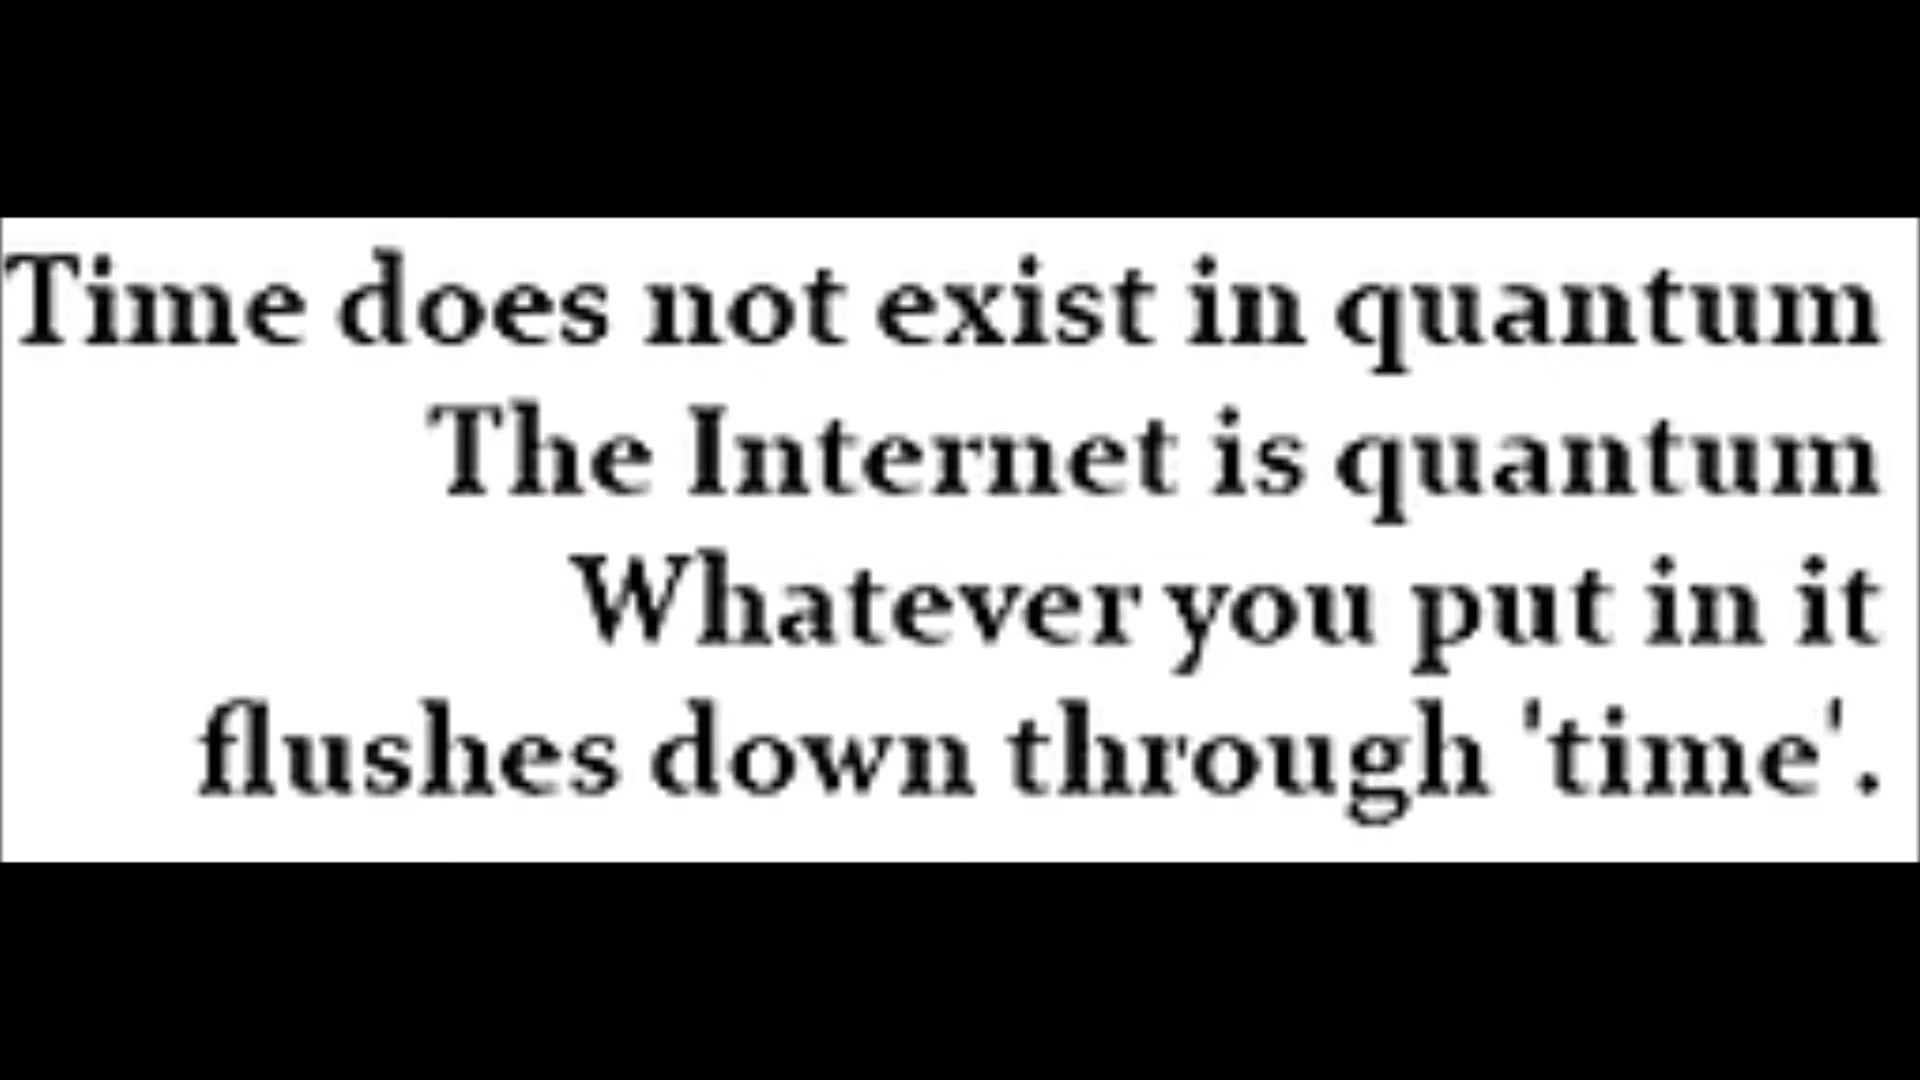 Time does not exist in quantum
The Internet is quantum
Whatever you put in it
flushes down through 'time'.